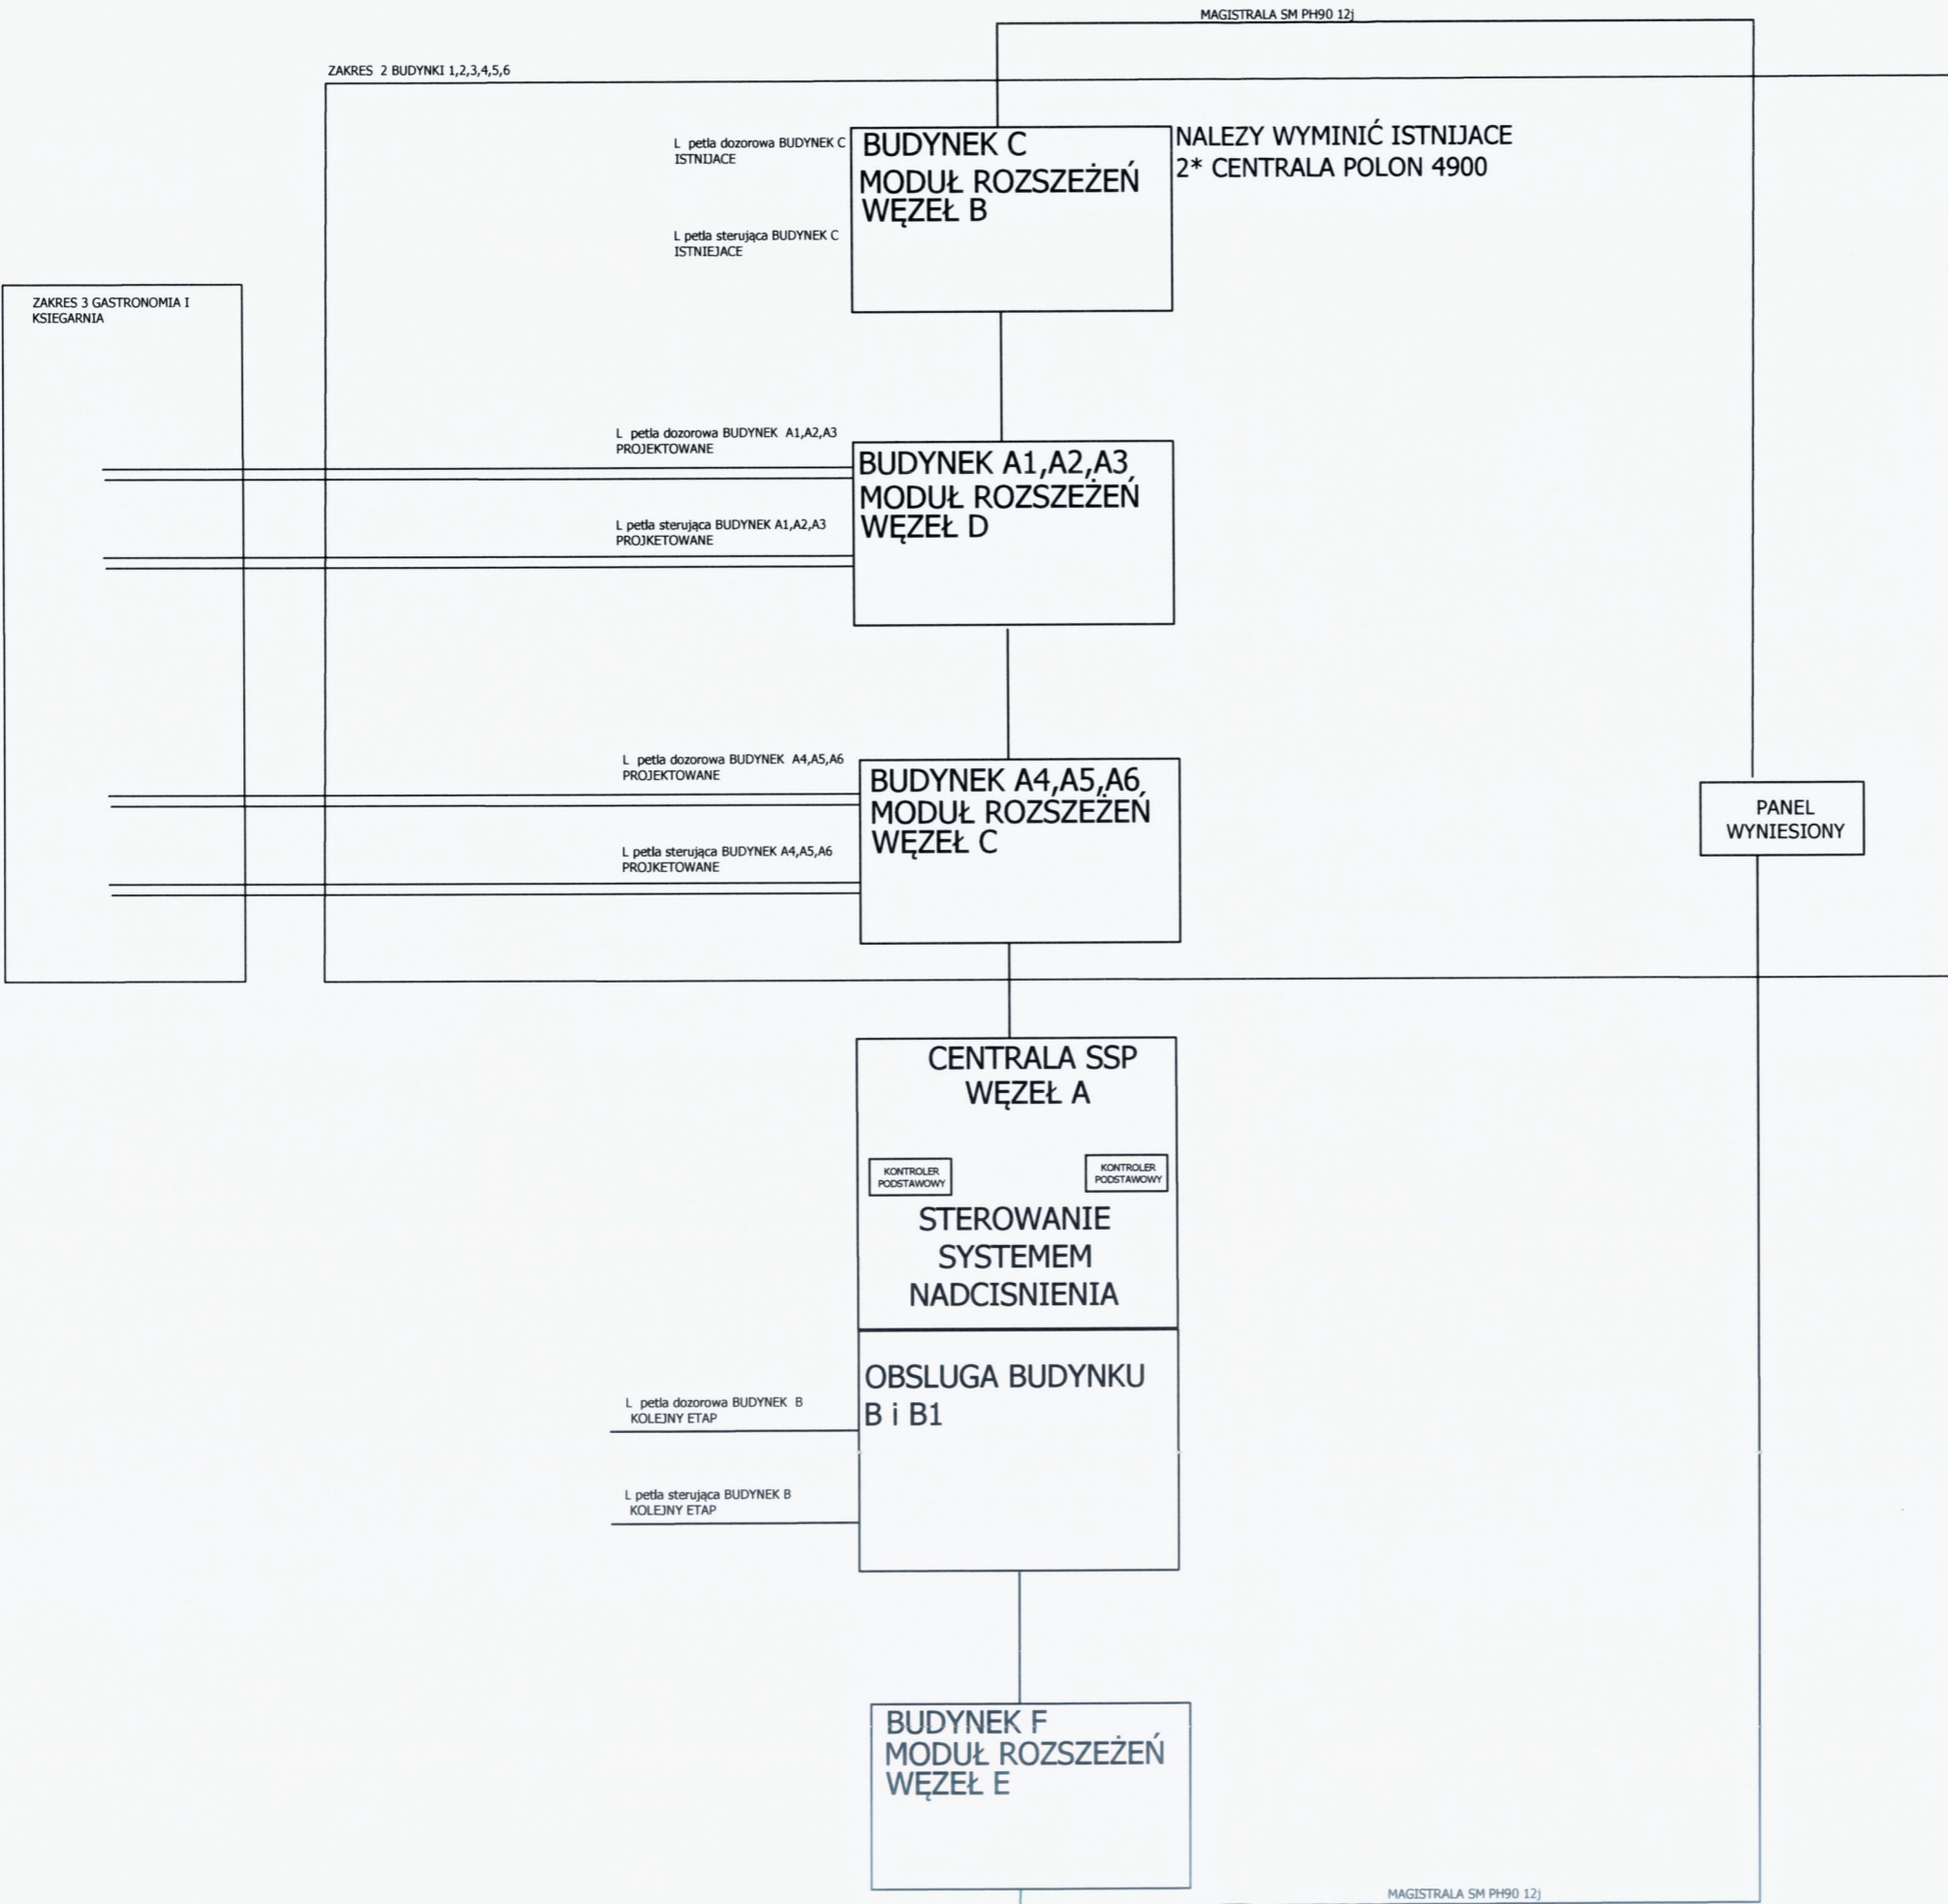 MAGISTRALA SM PH90 12j
ZAKRES 2 BUDYNKI 1,2,3,4,5,6
L petla dozorowa BUDYNEK C
ISTNIJACE
BUDYNEK C
MODUŁ ROZSZEŻEŃ
WĘZEŁ B
NALEZY WYMINIĆ ISTNIJACE
2* CENTRALA POLON 4900
L petla sterująca BUDYNEK C
ISTNIEJACE
ZAKRES 3 GASTRONOMIA I
KSIEGARNIA
L petla dozorowa BUDYNEK A1,A2,A3
PROJEKTOWANE
BUDYNEK A1,A2,A3
MODUŁ ROZSZEŻEŃ
WĘZEŁ D
L petla sterująca BUDYNEK A1,A2,A3
PROJKETOWANE
L petla dozorowa BUDYNEK A4,A5,A6
PROJEKTOWANE
BUDYNEK A4,A5,A6
MODUŁ ROZSZEŻEŃ
WĘZEŁ C
L petla sterująca BUDYNEK A4,A5,A6
PROJKETOWANE
PANEL
WYNIESIONY
CENTRALA SSP
WĘZEŁ A
KONTROLER
PODSTAWOWY
KONTROLER
PODSTAWOWY
STEROWANIE
SYSTEMEM
NADCISNIENIA
OBSLUGA BUDYNKU
B i B1
L petla dozorowa BUDYNEK B
KOLEJNY ETAP
L petla sterująca BUDYNEK B
KOLEJNY ETAP
BUDYNEK F
MODUŁ ROZSZEŻEŃ
WĘZEŁ E
MAGISTRALA SM PH90 12j